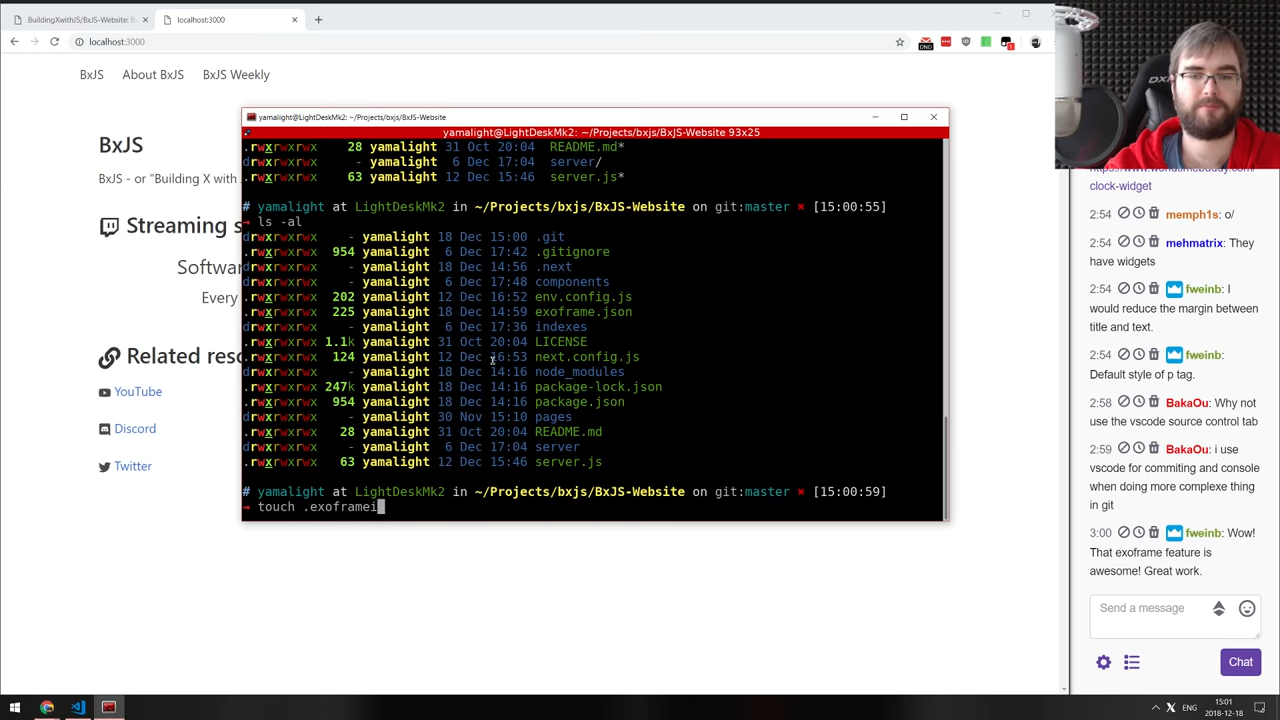 BuildingXwithJS/BxJS-Website: B
localhost:3000
localhost:3000
DND
1
BxJS
About BxJS
BxJS Weekly
BxJS
BxJS - or "Building X with
Streaming s
Softwar
Every
Related reso
YouTube
Discord
Twitter
yamalight@LightDeskMk2: ~/Projects/bxjs/BxJS-Website
yamalight@LightDeskMk2: ~/Projects/bxjs/BxJS-Website 93x25
.rwxrwxrwx 28 yamalight 31 Oct 20:04 README.md*
drwxrwxrwx - yamalight 6 Dec 17:04 server/
.rwxrwxrwx 63 yamalight 12 Dec 15:46 server.js*
# yamalight at LightDeskMk2 in ~/Projects/bxjs/BxJS-Website on git:master ✖ [15:00:55]
→ ls -al
drwxrwxrwx - yamalight 18 Dec 15:00 .git
.rwxrwxrwx 954 yamalight 6 Dec 17:42 .gitignore
drwxrwxrwx - yamalight 18 Dec 14:56 .next
drwxrwxrwx - yamalight 6 Dec 17:48 components
.rwxrwxrwx 202 yamalight 12 Dec 16:52 env.config.js
.rwxrwxrwx 225 yamalight 18 Dec 14:59 exoframe.json
drwxrwxrwx - yamalight 6 Dec 17:36 indexes
.rwxrwxrwx 1.1k yamalight 31 Oct 20:04 LICENSE
.rwxrwxrwx 124 yamalight 12 Dec 16:53 next.config.js
drwxrwxrwx - yamalight 18 Dec 14:16 node_modules
.rwxrwxrwx 247k yamalight 18 Dec 14:16 package-lock.json
.rwxrwxrwx 954 yamalight 18 Dec 14:16 package.json
drwxrwxrwx - yamalight 30 Nov 15:10 pages
.rwxrwxrwx 28 yamalight 31 Oct 20:04 README.md
drwxrwxrwx - yamalight 6 Dec 17:04 server
.rwxrwxrwx 63 yamalight 12 Dec 15:46 server.js
# yamalight at LightDeskMk2 in ~/Projects/bxjs/BxJS-Website on git:master ✖ [15:00:59]
→ touch .exoframei
clock-widget
2:54 memph1s: o/
2:54 mehmatrix: They
have widgets
2:54 fweinb: I
would reduce the margin between
title and text.
2:54 fweinb:
Default style of p tag.
2:58 BakaOu: Why not
use the vscode source control tab
2:59 BakaOu: i use
vscode for commiting and console
when doing more complexe thing
in git
3:00 fweinb: Wow!
That exoframe feature is
awesome! Great work.
Send a message
Chat
ENG
15:01
2018-12-18